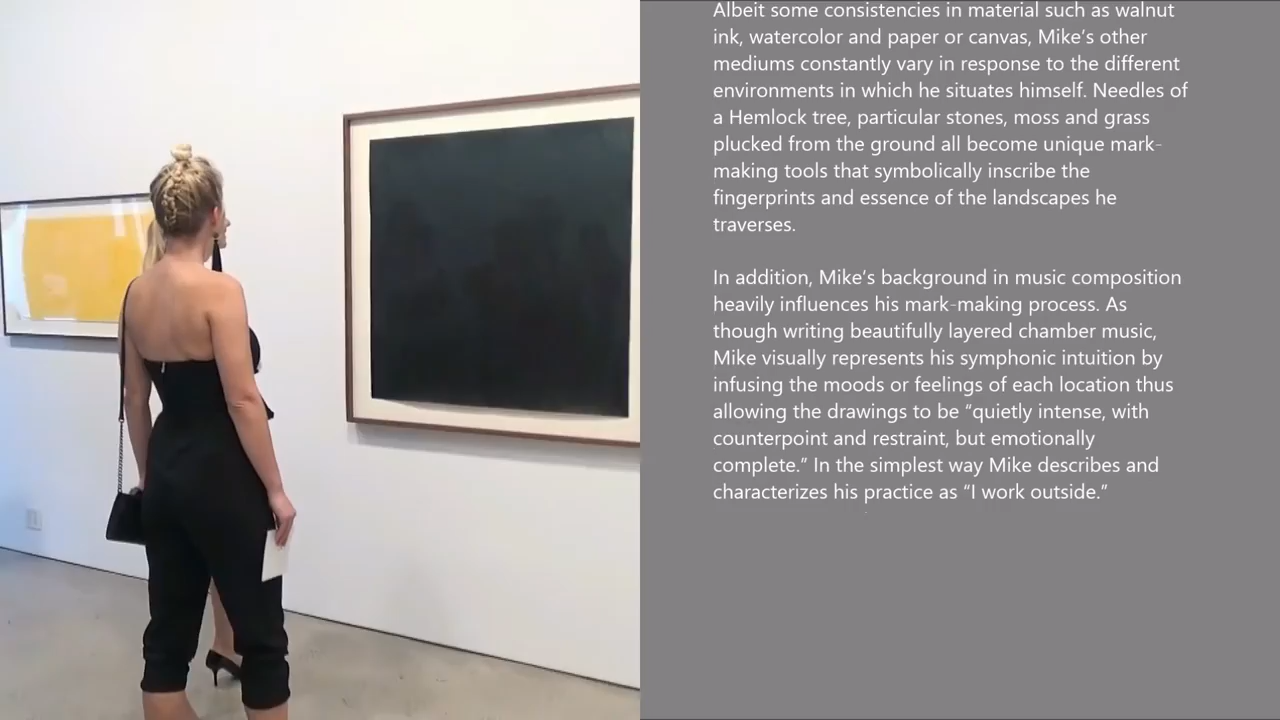 Albeit some consistencies in material such as walnut
ink, watercolor and paper or canvas, Mike’s other
mediums constantly vary in response to the different
environments in which he situates himself. Needles of
a Hemlock tree, particular stones, moss and grass
plucked from the ground all become unique mark-
making tools that symbolically inscribe the
fingerprints and essence of the landscapes he
traverses.
In addition, Mike’s background in music composition
heavily influences his mark-making process. As
though writing beautifully layered chamber music,
Mike visually represents his symphonic intuition by
infusing the moods or feelings of each location thus
allowing the drawings to be “quietly intense, with
counterpoint and restraint, but emotionally
complete.” In the simplest way Mike describes and
characterizes his practice as “I work outside.”